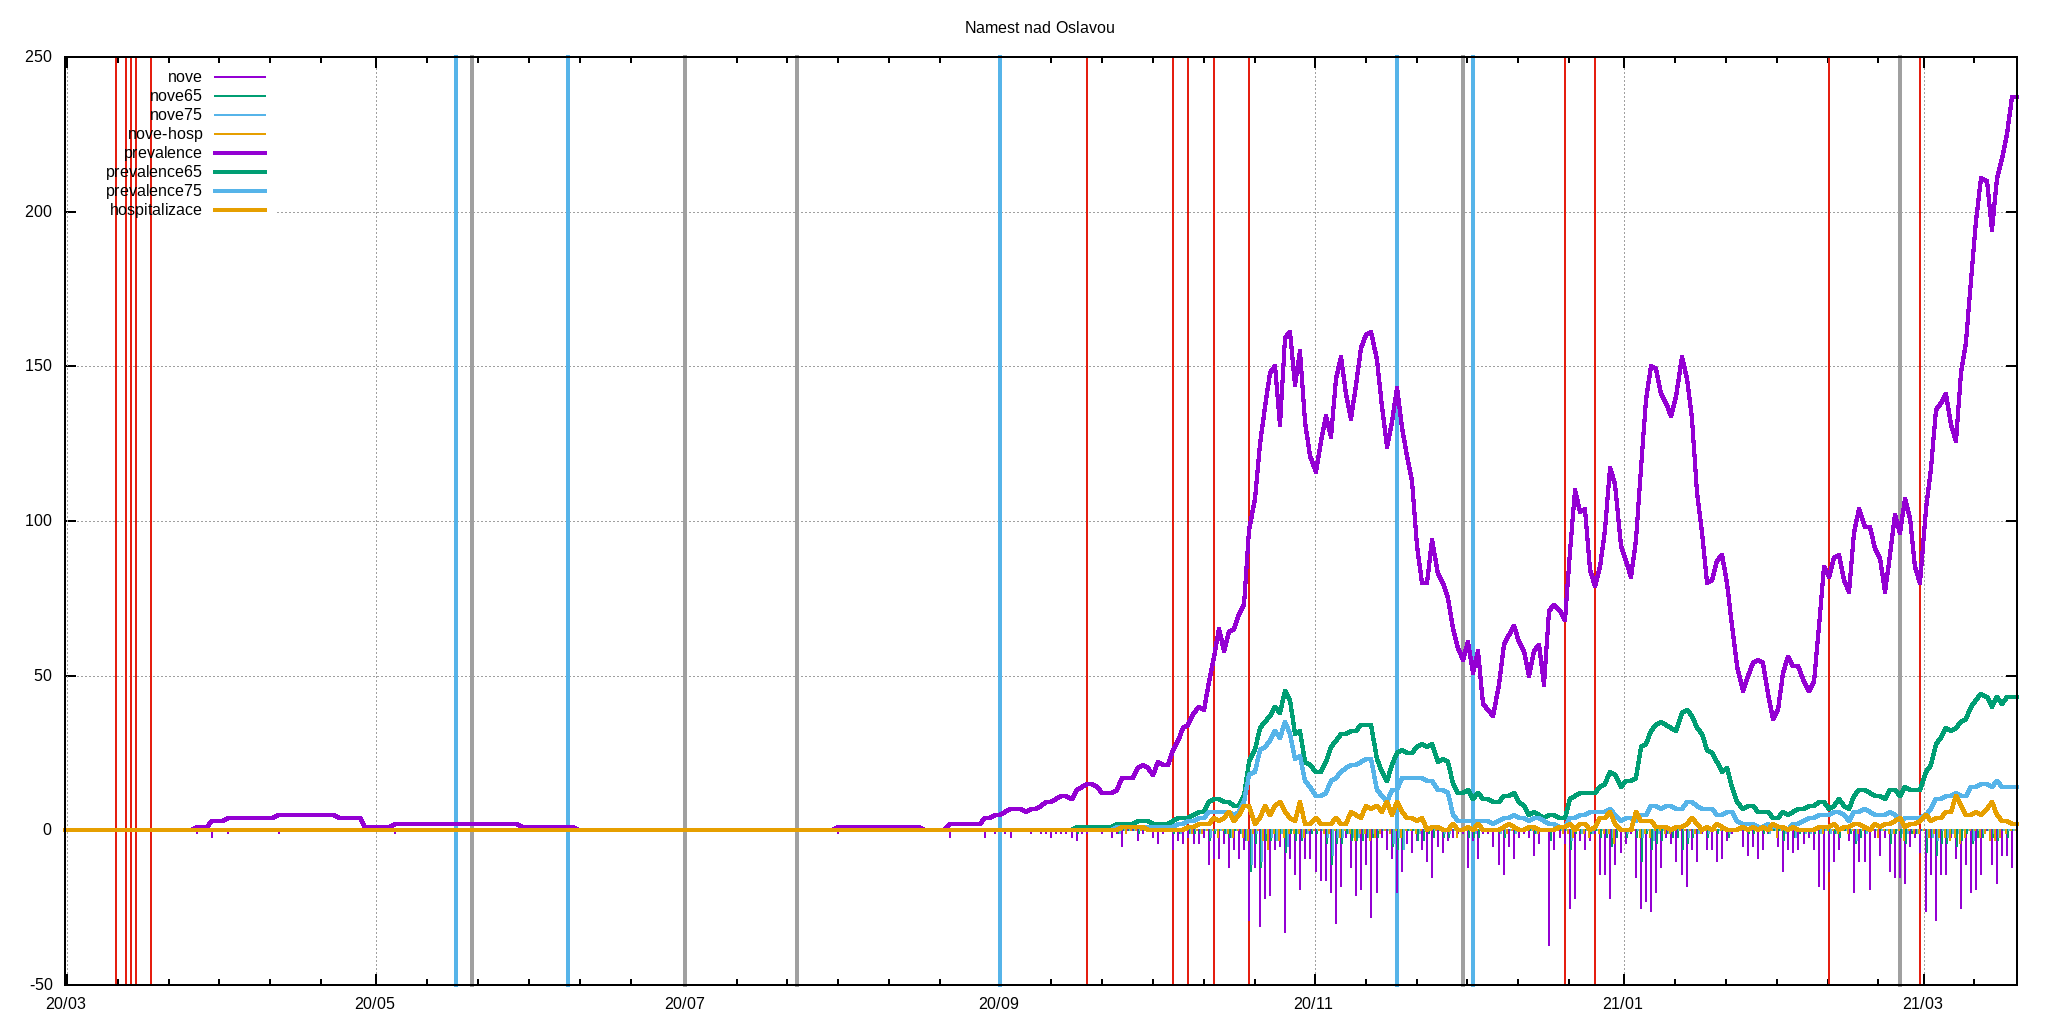 Namest nad Oslavou
250
nove
nove65
nove75
nove-hosp
prevalence
prevalence65
prevalence75
hospitalizace
200
150
100
50
0
-50
20/03 20/05 20/07 20/09 20/11 21/01 21/03